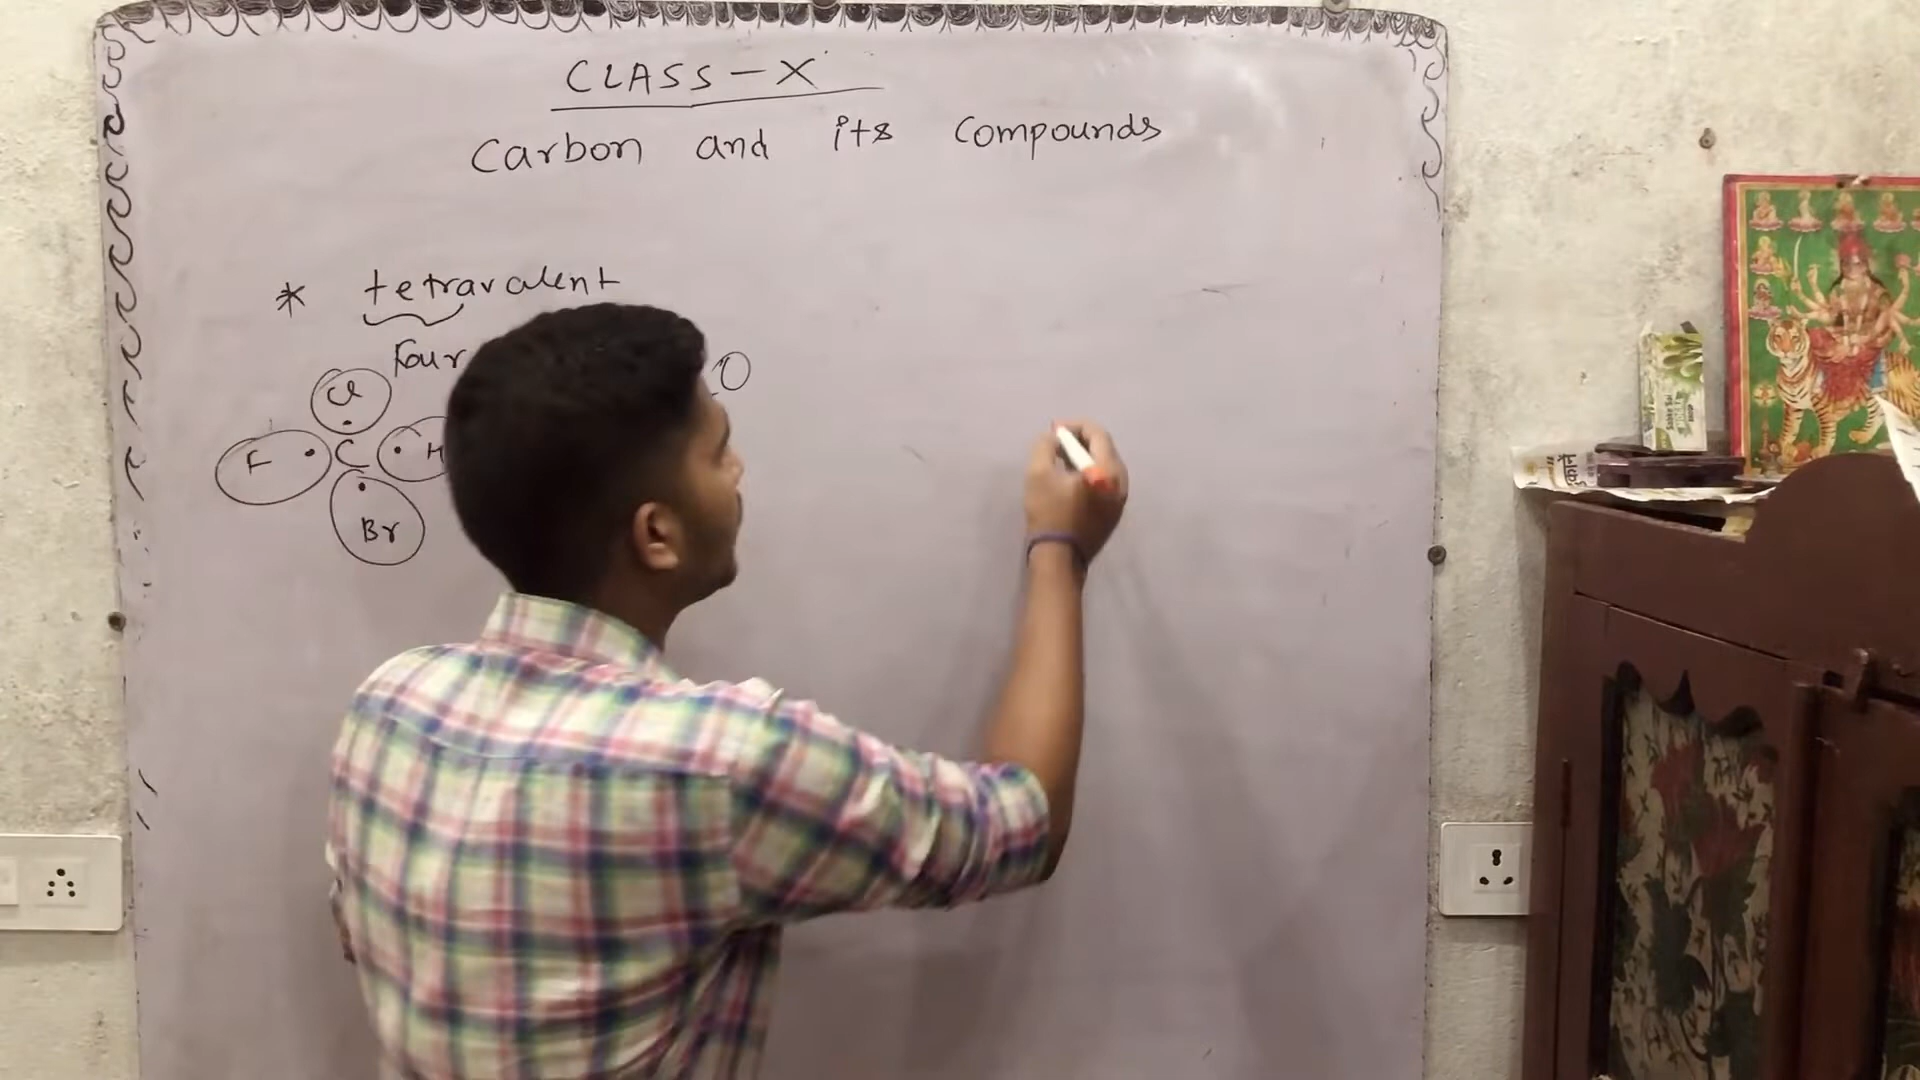 CLASS - X
Carbon and its Compounds
* tetravalent
Four
O
Cl
F C H
Br